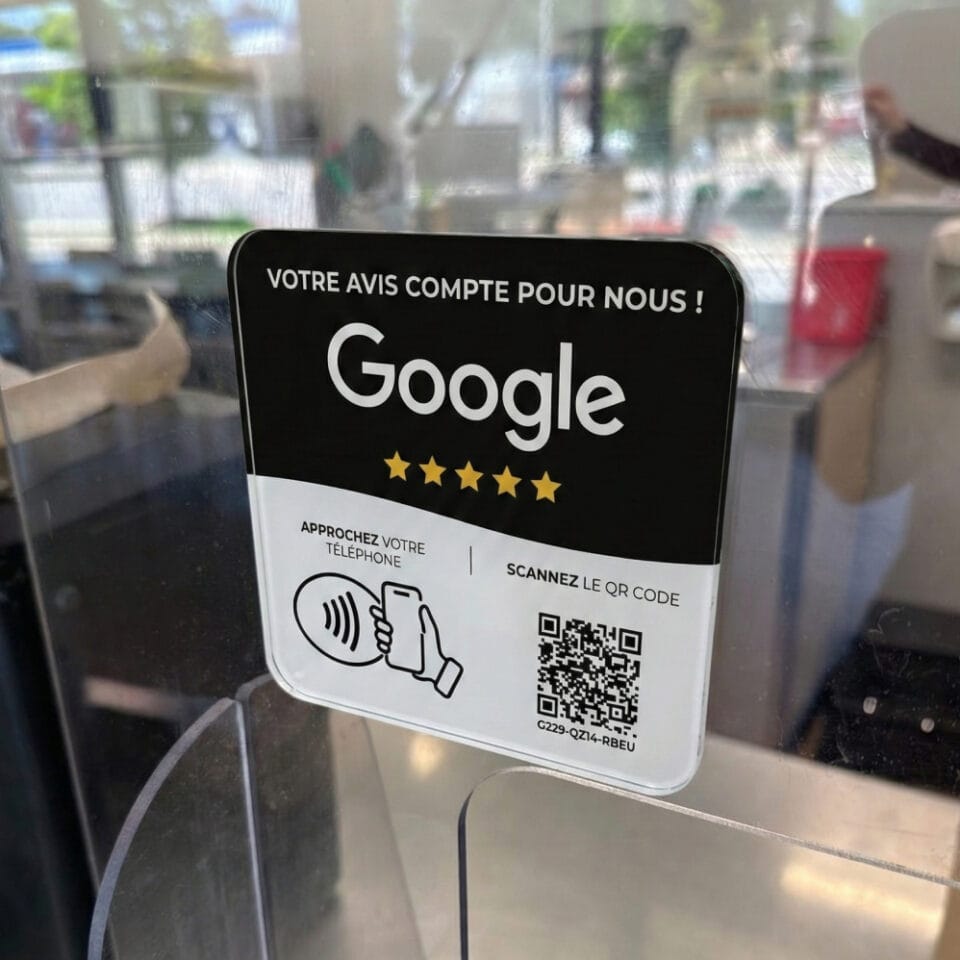 VOTRE AVIS COMPTE POUR NOUS !
Google
APPROCHEZ VOTRE
TÉLÉPHONE
SCANNEZ LE QR CODE
G229-QZ14-RBEU